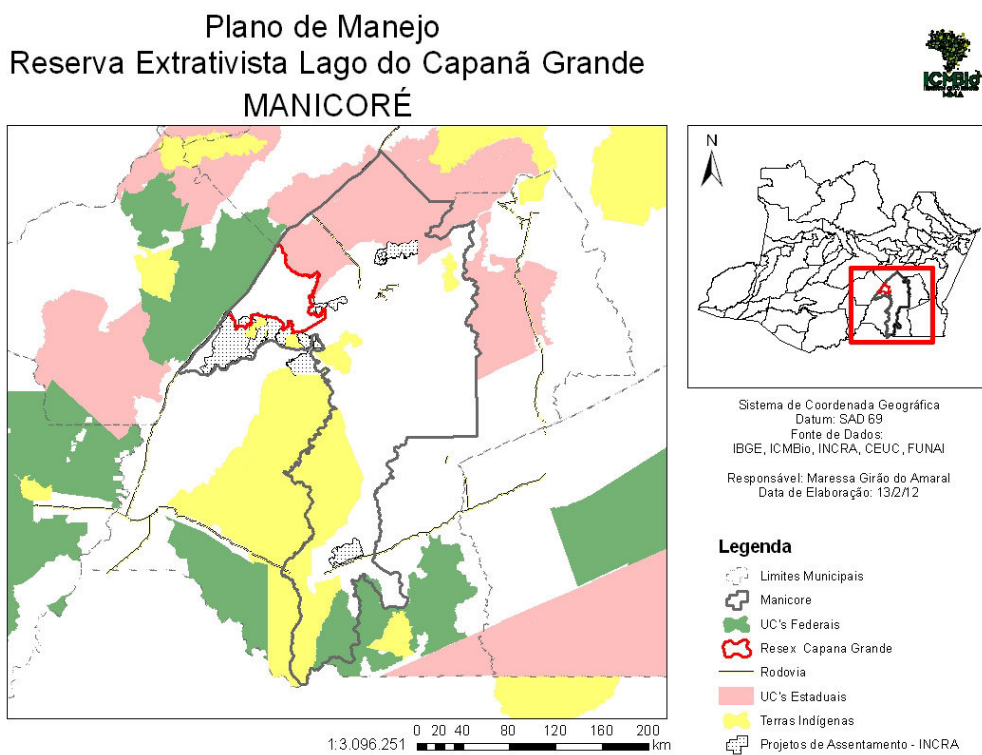 Plano de Manejo
Reserva Extrativista Lago do Capanã Grande
MANICORÉ
ICMBio
MMA
N
Sistema de Coordenada Geográfica
Datum: SAD 69
Fonte de Dados:
IBGE, ICMBio, INCRA, CEUC, FUNAI
Responsável: Maressa Girão do Amaral
Data de Elaboração: 13/2/12
Legenda
Limites Municipais
Manicore
UC's Federais
Resex Capana Grande
Rodovia
UC's Estaduais
Terras Indígenas
Projetos de Assentamento - INCRA
1:3.096.251
0 20 40 80 120 160 200
km